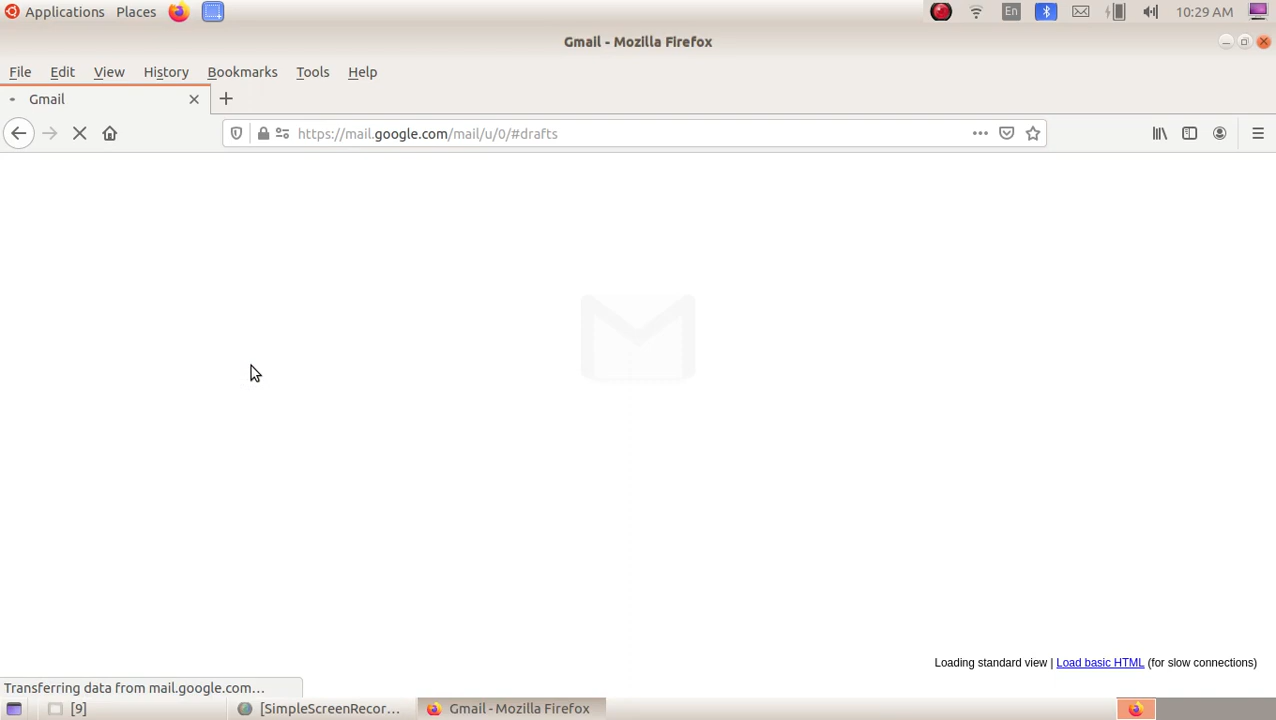 Applications Places En 10:29 AM
Gmail - Mozilla Firefox
File Edit View History Bookmarks Tools Help
Gmail
https://mail.google.com/mail/u/0/#drafts
Loading standard view | Load basic HTML (for slow connections)
Transferring data from mail.google.com…
[9] [SimpleScreenRecor... Gmail - Mozilla Firefox